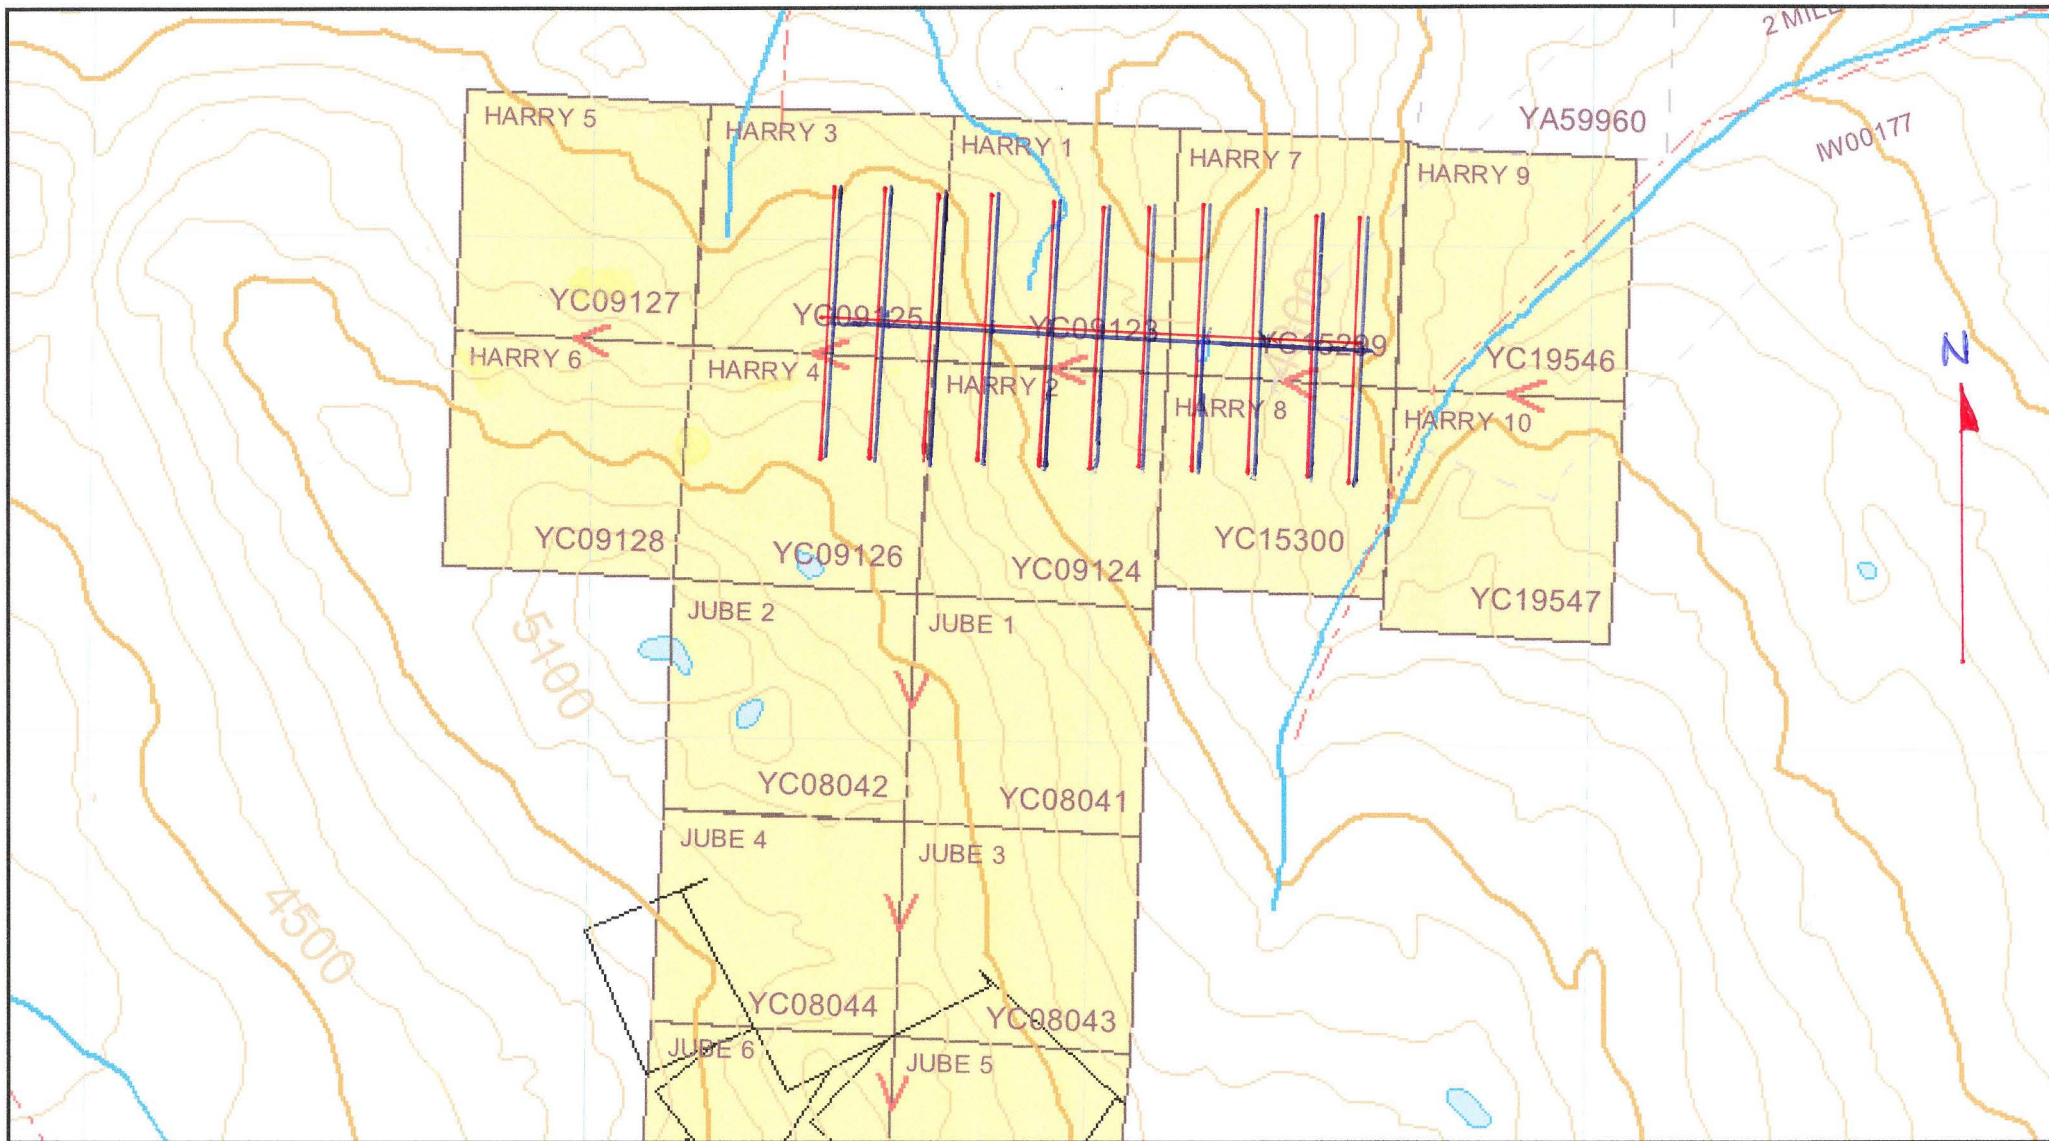 2 MILE
YA59960
IW00177
HARRY 5
HARRY 3
HARRY 1
HARRY 7
HARRY 9
YC09127
YC09125
YC09123
YC15299
YC19546
4800
N
HARRY 6
HARRY 4
HARRY 2
HARRY 8
HARRY 10
YC09128
YC09126
YC09124
YC15300
YC19547
5100
JUBE 2
JUBE 1
YC08042
YC08041
JUBE 4
JUBE 3
4500
YC08044
YC08043
JUBE 6
JUBE 5